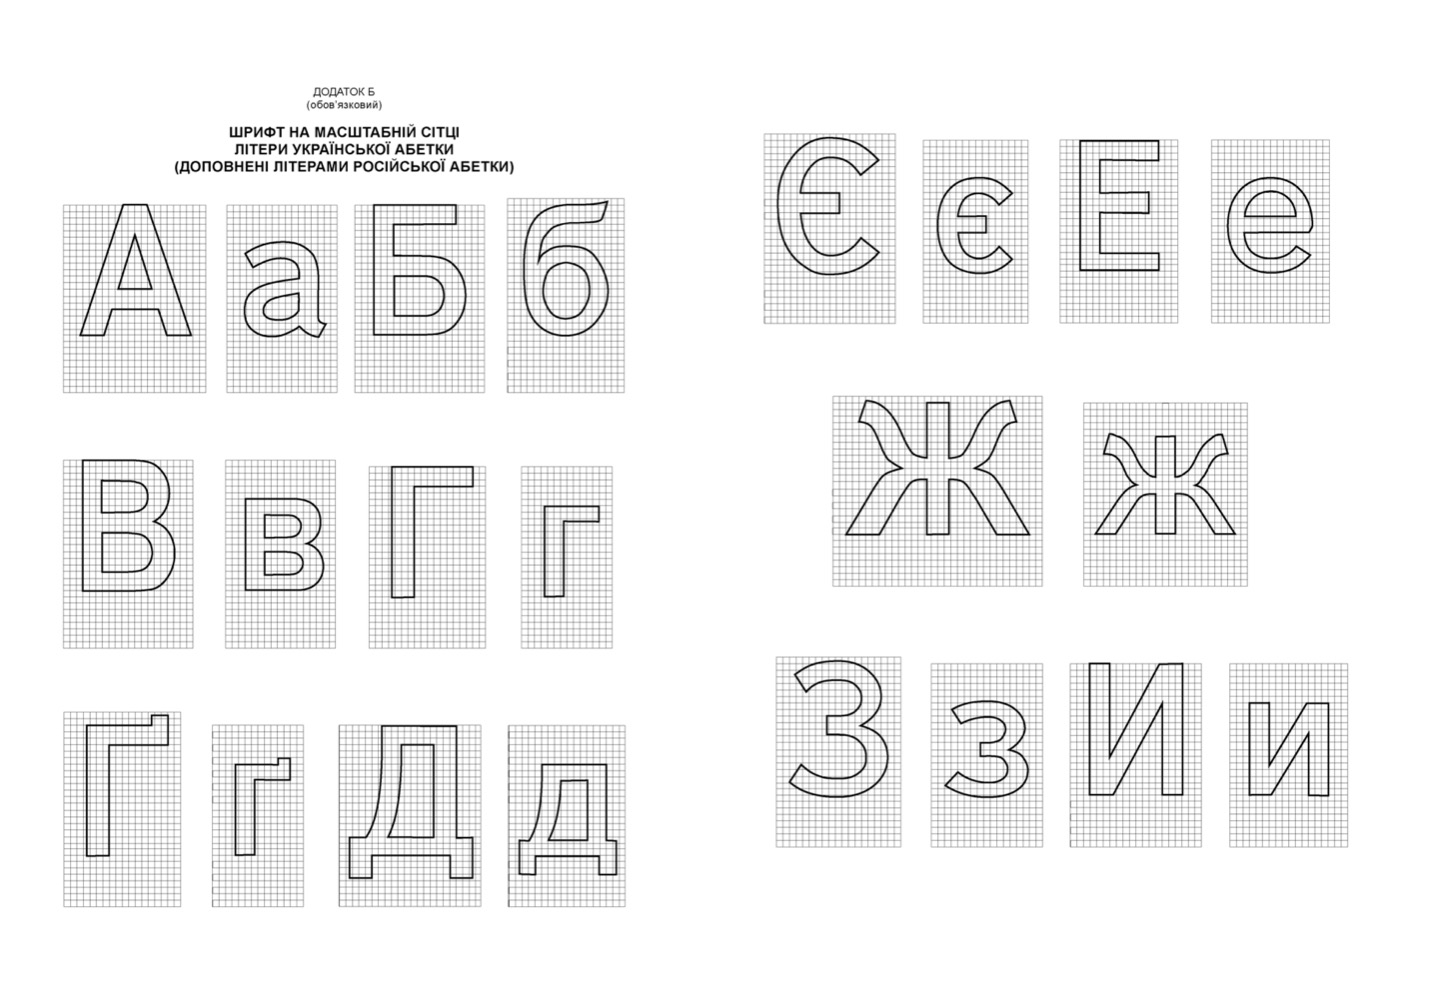 ДОДАТОК Б
(обов'язковий)
ШРИФТ НА МАСШТАБНІЙ СІТЦІ
ЛІТЕРИ УКРАЇНСЬКОЇ АБЕТКИ
(ДОПОВНЕНІ ЛІТЕРАМИ РОСІЙСЬКОЇ АБЕТКИ)
А а Б б
В в Г г
Ґ ґ Д д
Є є Е е
Ж ж
З з И и